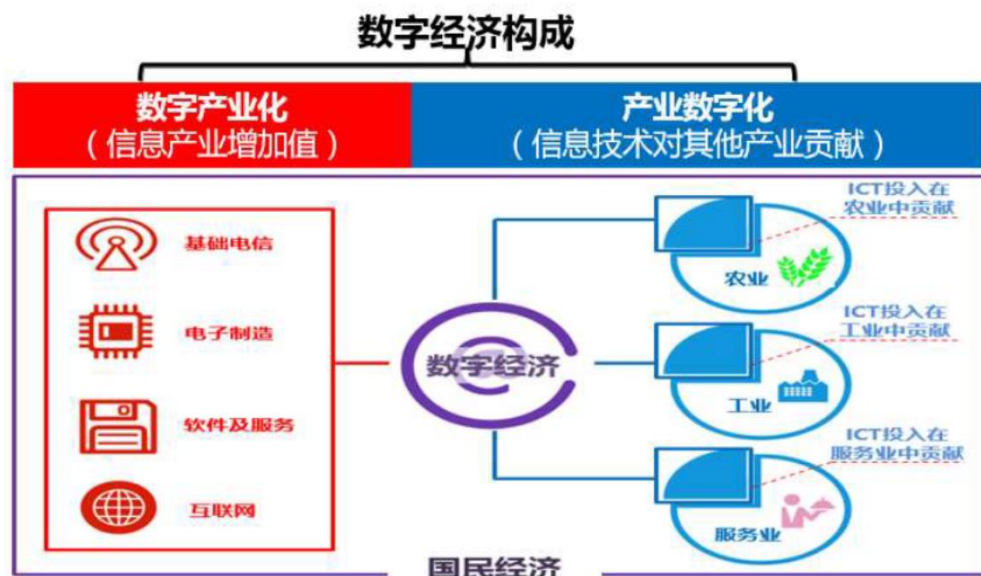 数字经济构成
数字产业化
（信息产业增加值）
产业数字化
（信息技术对其他产业贡献）
基础电信
电子制造
软件及服务
互联网
数字经济
ICT投入在
农业中贡献
农业
ICT投入在
工业中贡献
工业
ICT投入在
服务业中贡献
服务业
国民经济